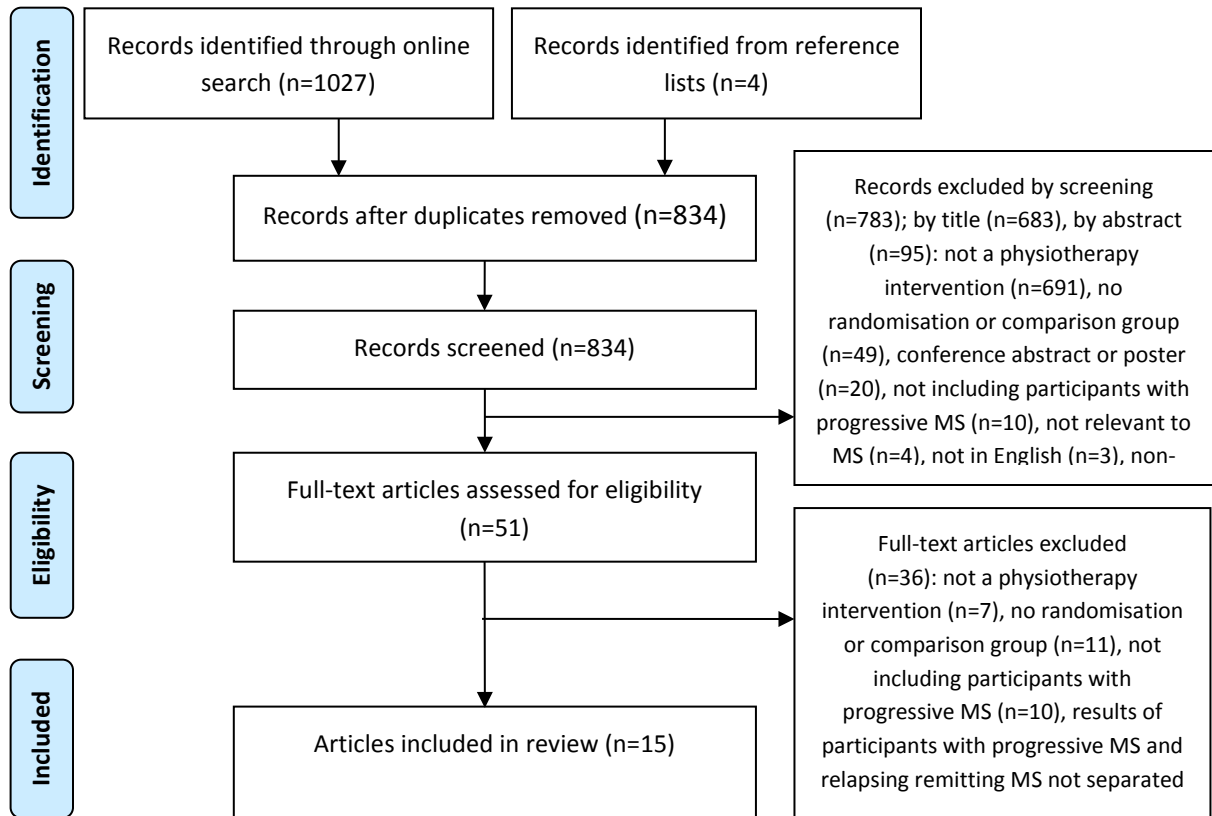 Identification
Records identified through online
search (n=1027)
Records identified from reference
lists (n=4)
Records after duplicates removed (n=834)
Records excluded by screening
(n=783); by title (n=683), by abstract
(n=95): not a physiotherapy
intervention (n=691), no
randomisation or comparison group
(n=49), conference abstract or poster
(n=20), not including participants with
progressive MS (n=10), not relevant to
MS (n=4), not in English (n=3), non-
Screening
Records screened (n=834)
Eligibility
Full-text articles assessed for eligibility
(n=51)
Full-text articles excluded
(n=36): not a physiotherapy
intervention (n=7), no randomisation
or comparison group (n=11), not
including participants with
progressive MS (n=10), results of
participants with progressive MS and
relapsing remitting MS not separated
Included
Articles included in review (n=15)